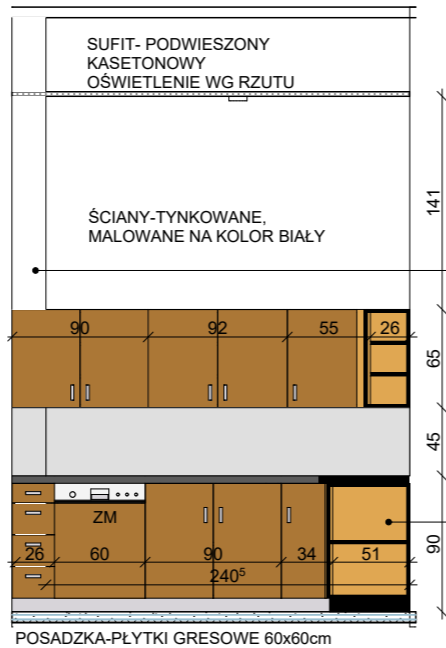 SUFIT- PODWIESZONY
KASETONOWY
OŚWIETLENIE WG RZUTU
141
ŚCIANY-TYNKOWANE,
MALOWANE NA KOLOR BIAŁY
90 92 55 26
65
45
ZM
26 60 90 34 51
90
240⁵
POSADZKA-PŁYTKI GRESOWE 60x60cm